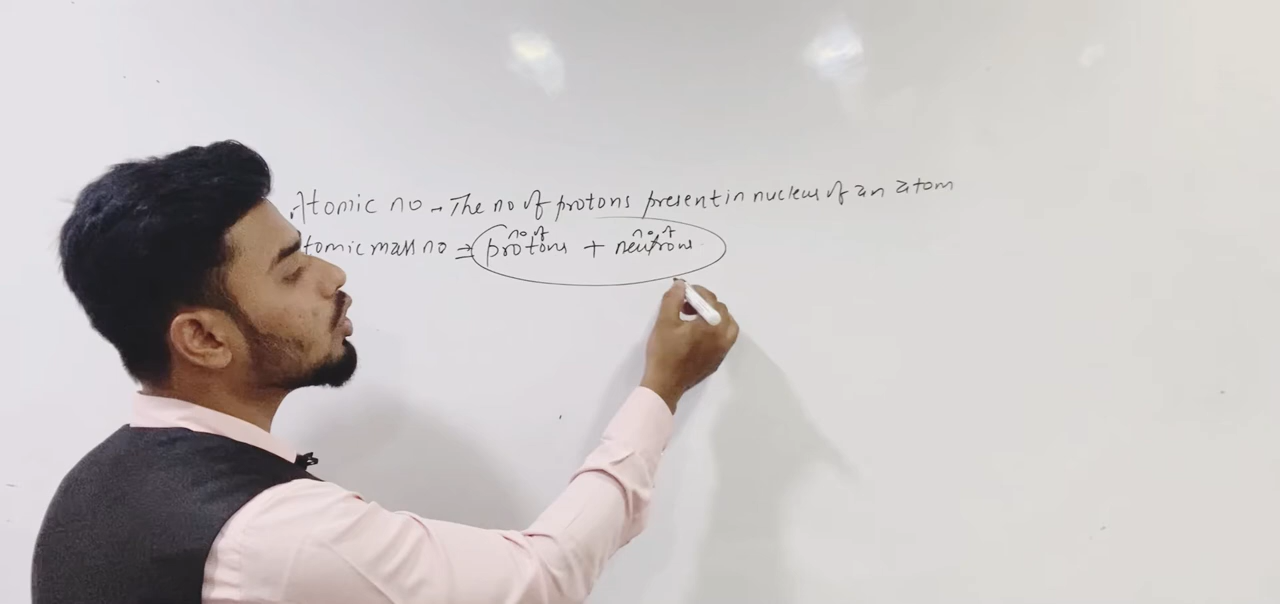 Atomic no - The no of protons present in nucleus of an atom
tomic mass no => no of protons + no of neutrons